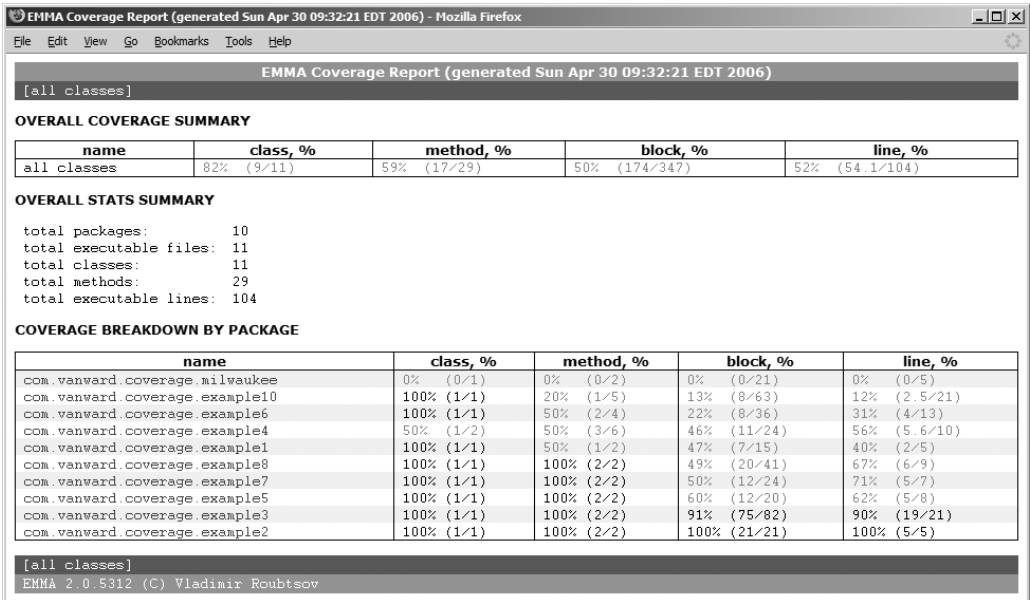 EMMA Coverage Report (generated Sun Apr 30 09:32:21 EDT 2006) - Mozilla Firefox
File Edit View Go Bookmarks Tools Help
EMMA Coverage Report (generated Sun Apr 30 09:32:21 EDT 2006)
[all classes]
OVERALL COVERAGE SUMMARY
name class, % method, % block, % line, %
all classes 82% (9/11) 59% (17/29) 50% (174/347) 52% (54.1/104)
OVERALL STATS SUMMARY
total packages: 10
total executable files: 11
total classes: 11
total methods: 29
total executable lines: 104
COVERAGE BREAKDOWN BY PACKAGE
name class, % method, % block, % line, %
com.vanward.coverage.milwaukee 0% (0/1) 0% (0/2) 0% (0/21) 0% (0/5)
com.vanward.coverage.example10 100% (1/1) 20% (1/5) 13% (8/63) 12% (2.5/21)
com.vanward.coverage.example6 100% (1/1) 50% (2/4) 22% (8/36) 31% (4/13)
com.vanward.coverage.example4 50% (1/2) 50% (3/6) 46% (11/24) 56% (5.6/10)
com.vanward.coverage.example1 100% (1/1) 50% (1/2) 47% (7/15) 40% (2/5)
com.vanward.coverage.example8 100% (1/1) 100% (2/2) 49% (20/41) 67% (6/9)
com.vanward.coverage.example7 100% (1/1) 100% (2/2) 50% (12/24) 71% (5/7)
com.vanward.coverage.example5 100% (1/1) 100% (2/2) 60% (12/20) 62% (5/8)
com.vanward.coverage.example3 100% (1/1) 100% (2/2) 91% (75/82) 90% (19/21)
com.vanward.coverage.example2 100% (1/1) 100% (2/2) 100% (21/21) 100% (5/5)
[all classes]
EMMA 2.0.5312 (C) Vladimir Roubtsov